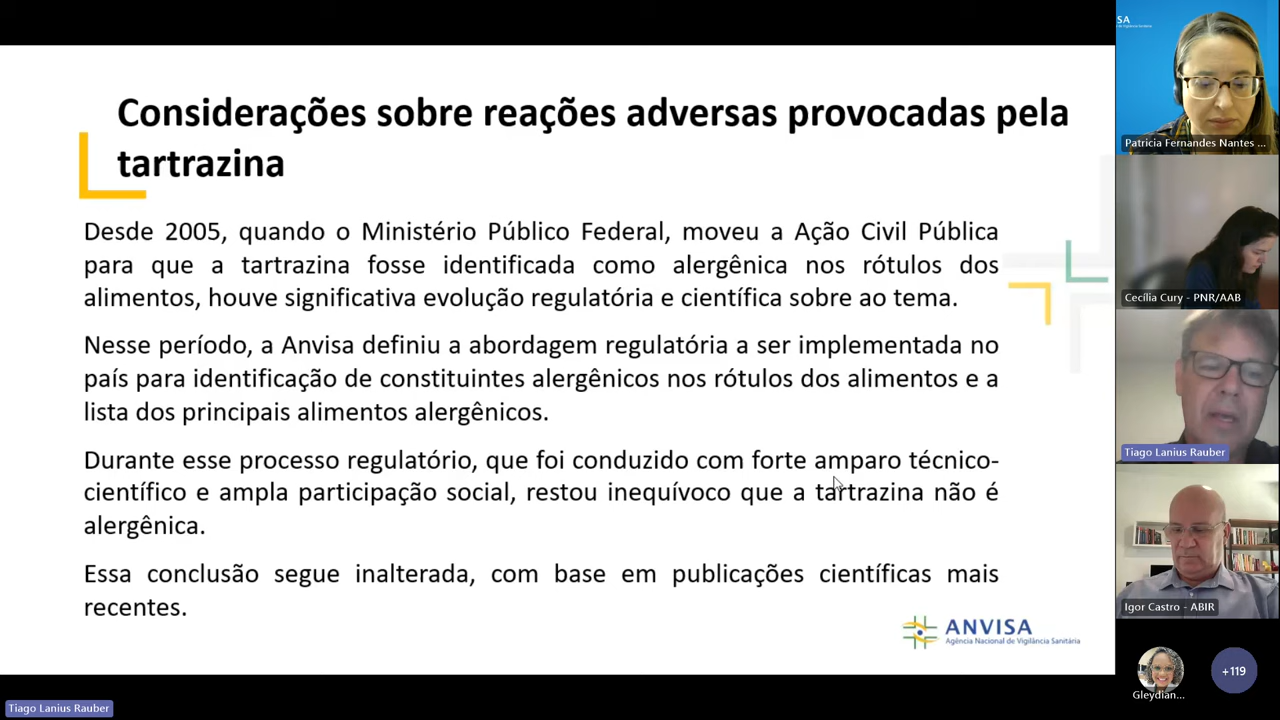 Considerações sobre reações adversas provocadas pela
tartrazina
Desde 2005, quando o Ministério Público Federal, moveu a Ação Civil Pública
para que a tartrazina fosse identificada como alergênica nos rótulos dos
alimentos, houve significativa evolução regulatória e científica sobre ao tema.
Nesse período, a Anvisa definiu a abordagem regulatória a ser implementada no
país para identificação de constituintes alergênicos nos rótulos dos alimentos e a
lista dos principais alimentos alergênicos.
Durante esse processo regulatório, que foi conduzido com forte amparo técnico-
científico e ampla participação social, restou inequívoco que a tartrazina não é
alergênica.
Essa conclusão segue inalterada, com base em publicações científicas mais
recentes.
ANVISA
Agência Nacional de Vigilância Sanitária
SA
de Vigilância Sanitária
Patricia Fernandes Nantes ...
Cecília Cury - PNR/AAB
Tiago Lanius Rauber
Igor Castro - ABIR
Gleydian...
+119
Tiago Lanius Rauber